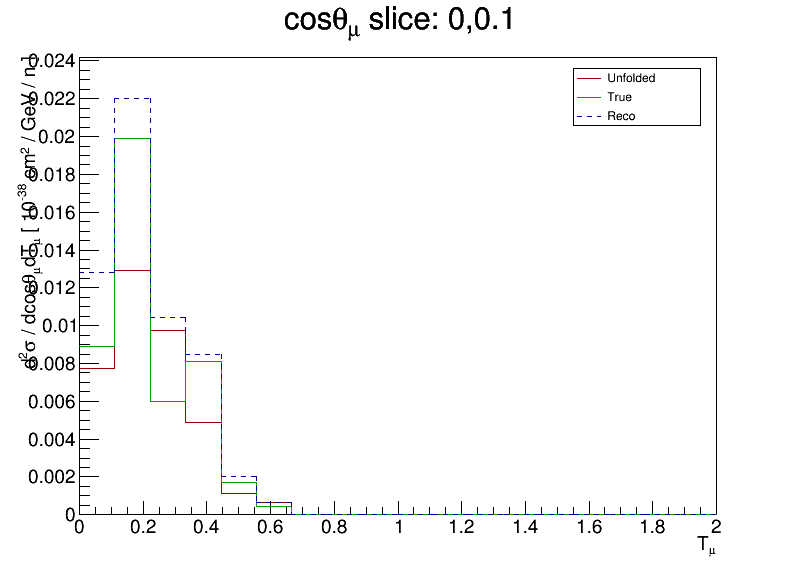 cosθμ slice: 0,0.1
d²σ / dcosθμdTμ [ 10⁻³⁸ cm² / GeV / n ]
0.024
0.022
0.02
0.018
0.016
0.014
0.012
0.01
0.008
0.006
0.004
0.002
0
Unfolded
True
Reco
0 0.2 0.4 0.6 0.8 1 1.2 1.4 1.6 1.8 2
Tμ